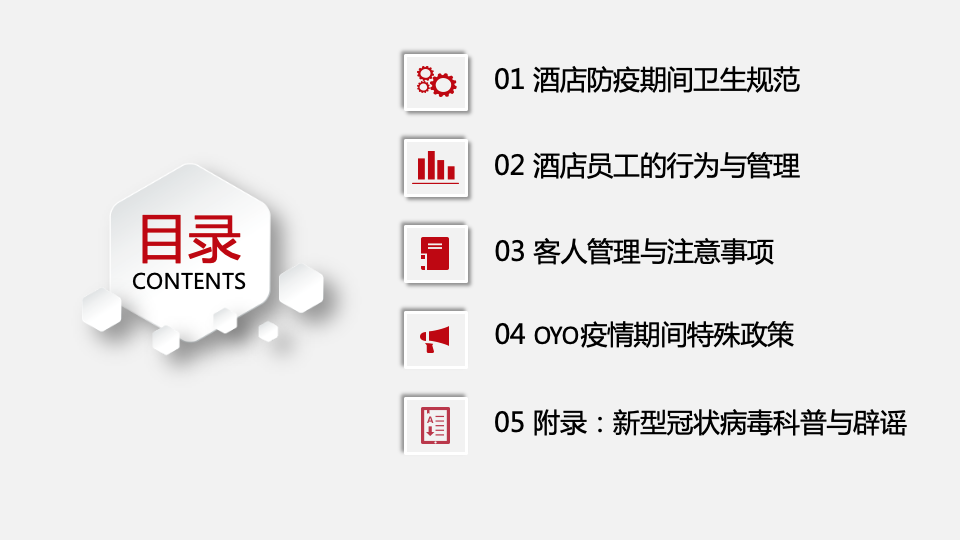 目录
CONTENTS
01 酒店防疫期间卫生规范
02 酒店员工的行为与管理
03 客人管理与注意事项
04 OYO疫情期间特殊政策
05 附录：新型冠状病毒科普与辟谣